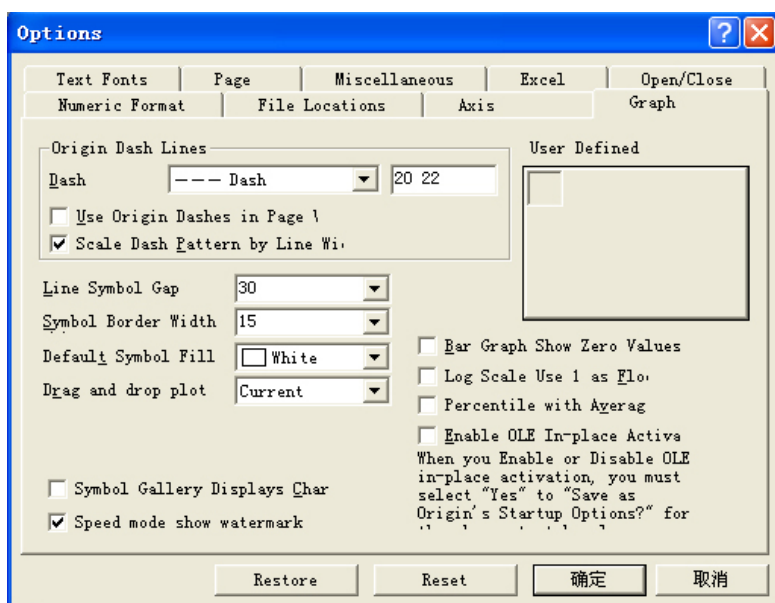 Options
Text Fonts Page Miscellaneous Excel Open/Close
Numeric Format File Locations Axis Graph
Origin Dash Lines
User Defined
Dash --- Dash 20 22
Use Origin Dashes in Page
Scale Dash Pattern by Line
Line Symbol Gap 30
Symbol Border Width 15
Default Symbol Fill White
Drag and drop plot Current
Bar Graph Show Zero Values
Log Scale Use 1 as
Percentile with Averag
Enable OLE In-place Activa
When you Enable or Disable OLE
in-place activation, you must
select "Yes" to "Save as
Origin's Startup Options?" for
Symbol Gallery Displays Char
Speed mode show watermark
Restore Reset 确定 取消